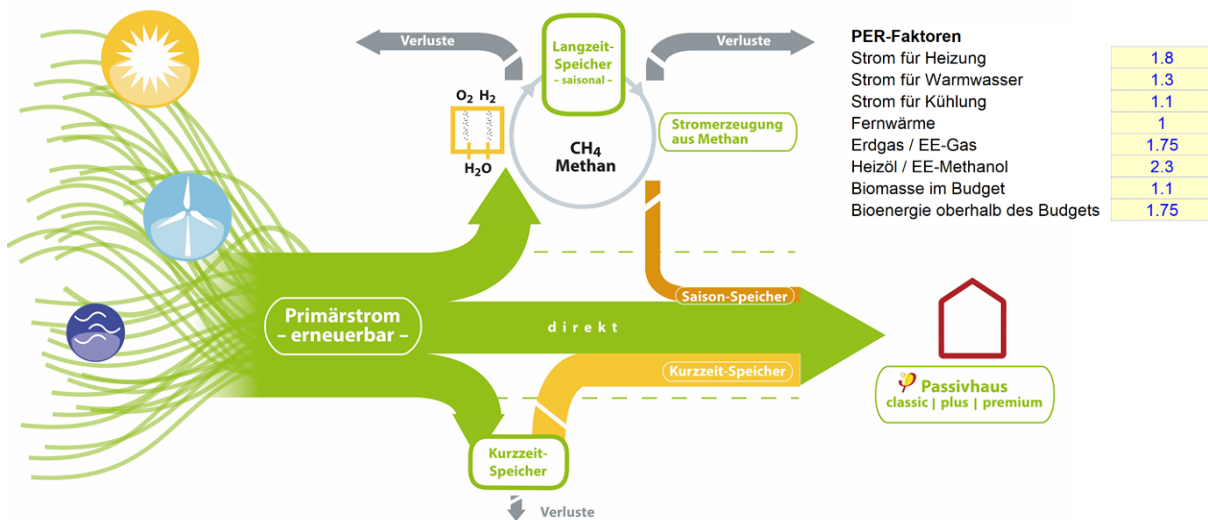 Verluste
Langzeit-
Speicher
– saisonal –
Verluste
O2 H2
H2O
CH4
Methan
Stromerzeugung
aus Methan
PER-Faktoren
Strom für Heizung 1.8
Strom für Warmwasser 1.3
Strom für Kühlung 1.1
Fernwärme 1
Erdgas / EE-Gas 1.75
Heizöl / EE-Methanol 2.3
Biomasse im Budget 1.1
Bioenergie oberhalb des Budgets 1.75
Primärstrom
– erneuerbar –
direkt
Saison-Speicher
Kurzzeit-Speicher
Passivhaus
classic | plus | premium
Kurzzeit-
Speicher
Verluste